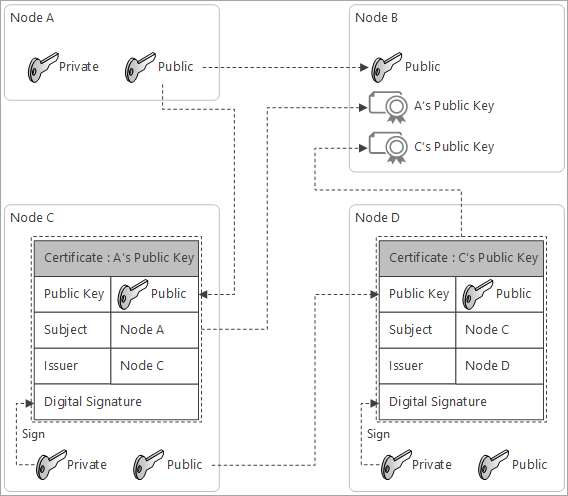 Node A
Private
Public
Node B
Public
A's Public Key
C's Public Key
Node C
Certificate : A's Public Key
Public Key Public
Subject Node A
Issuer Node C
Digital Signature
Sign
Private
Public
Node D
Certificate : C's Public Key
Public Key Public
Subject Node C
Issuer Node D
Digital Signature
Sign
Private
Public